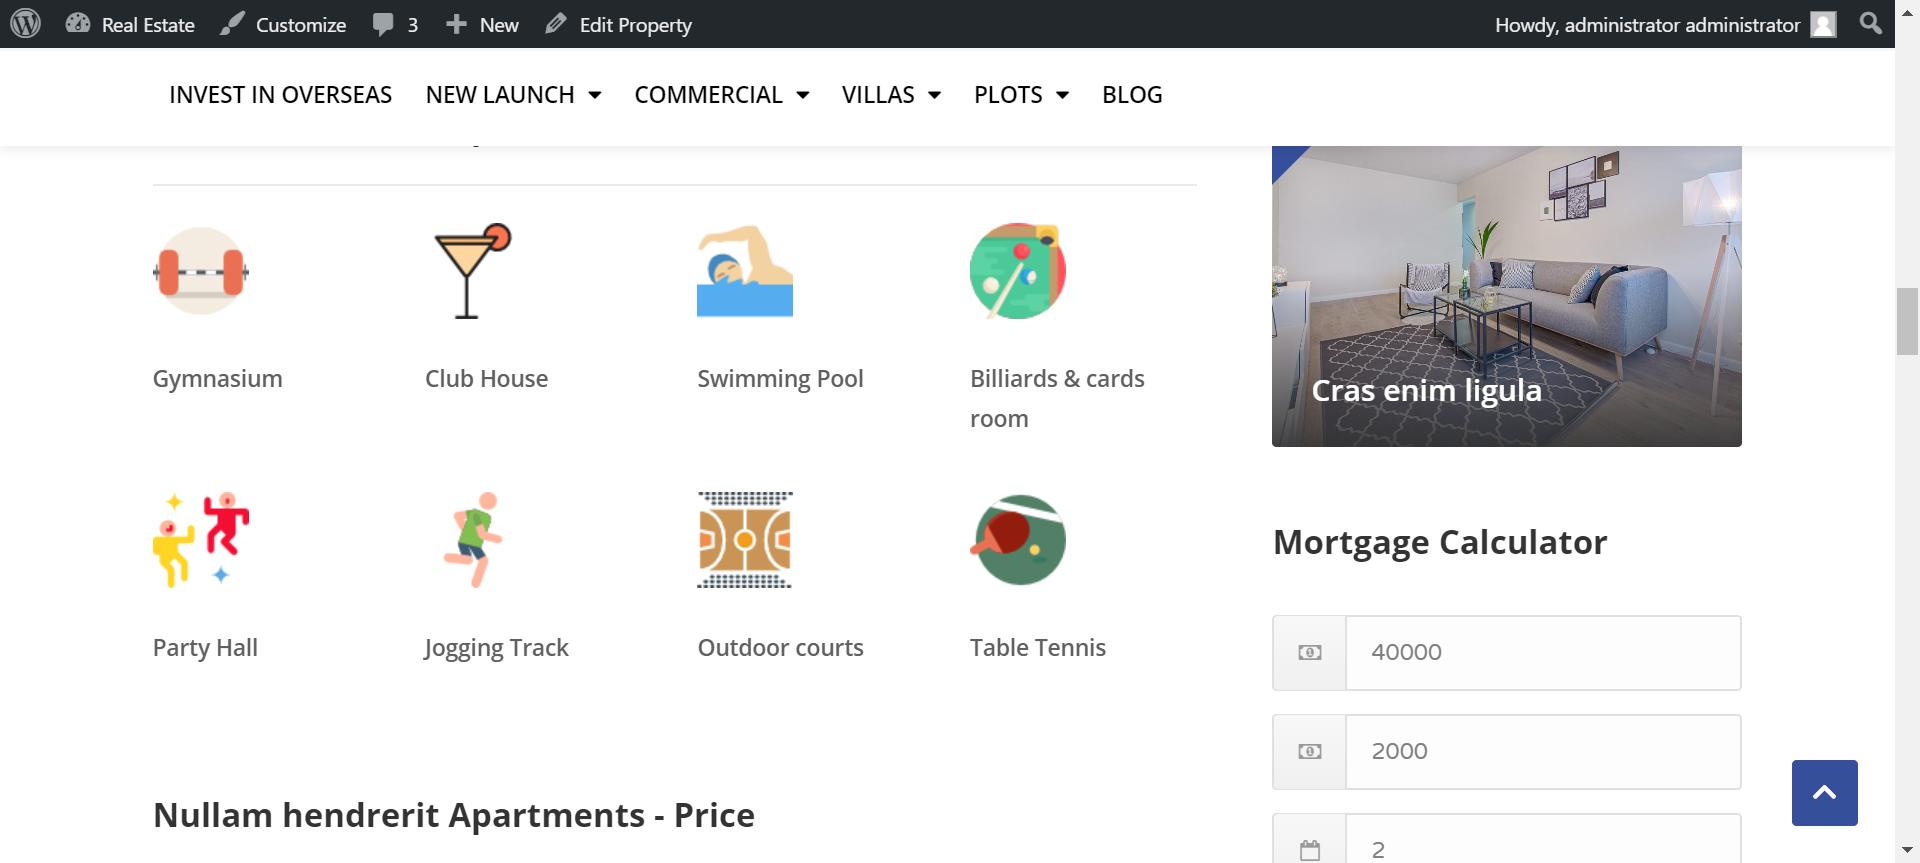 Real Estate
Customize
3
New
Edit Property
Howdy, administrator administrator
INVEST IN OVERSEAS
NEW LAUNCH
COMMERCIAL
VILLAS
PLOTS
BLOG
Gymnasium
Club House
Swimming Pool
Billiards & cards
room
Party Hall
Jogging Track
Outdoor courts
Table Tennis
Nullam hendrerit Apartments - Price
Cras enim ligula
Mortgage Calculator
40000
2000
2